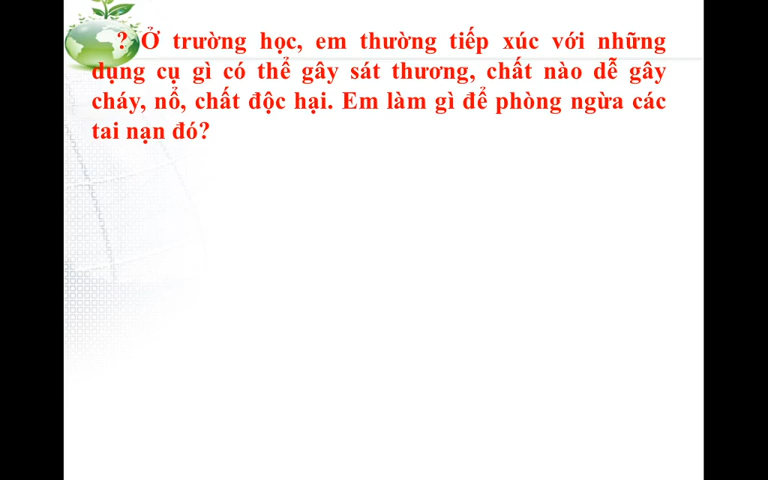 ? Ở trường học, em thường tiếp xúc với những
dụng cụ gì có thể gây sát thương, chất nào dễ gây
cháy, nổ, chất độc hại. Em làm gì để phòng ngừa các
tai nạn đó?